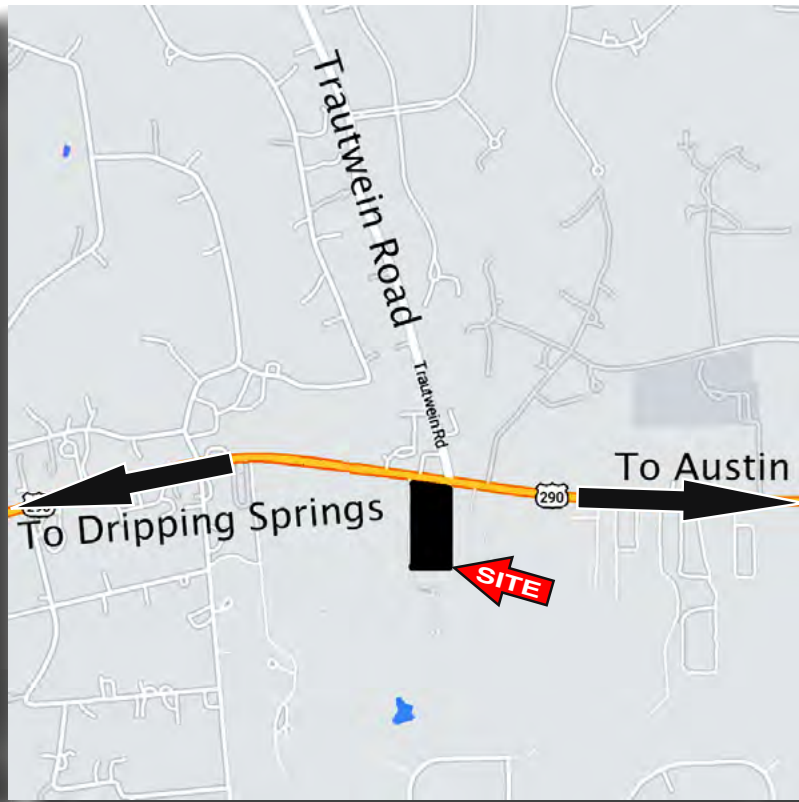 Trautwein Road
Trautwein Rd
To Austin
290
To Dripping Springs
SITE